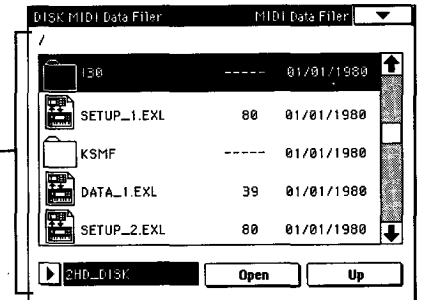 DISK MIDI Data Filer MIDI Data Filer
/
I30 ----- 01/01/1980
SETUP_1.EXL 80 01/01/1980
KSMF ----- 01/01/1980
DATA_1.EXL 39 01/01/1980
SETUP_2.EXL 80 01/01/1980
2HD_DISK Open Up